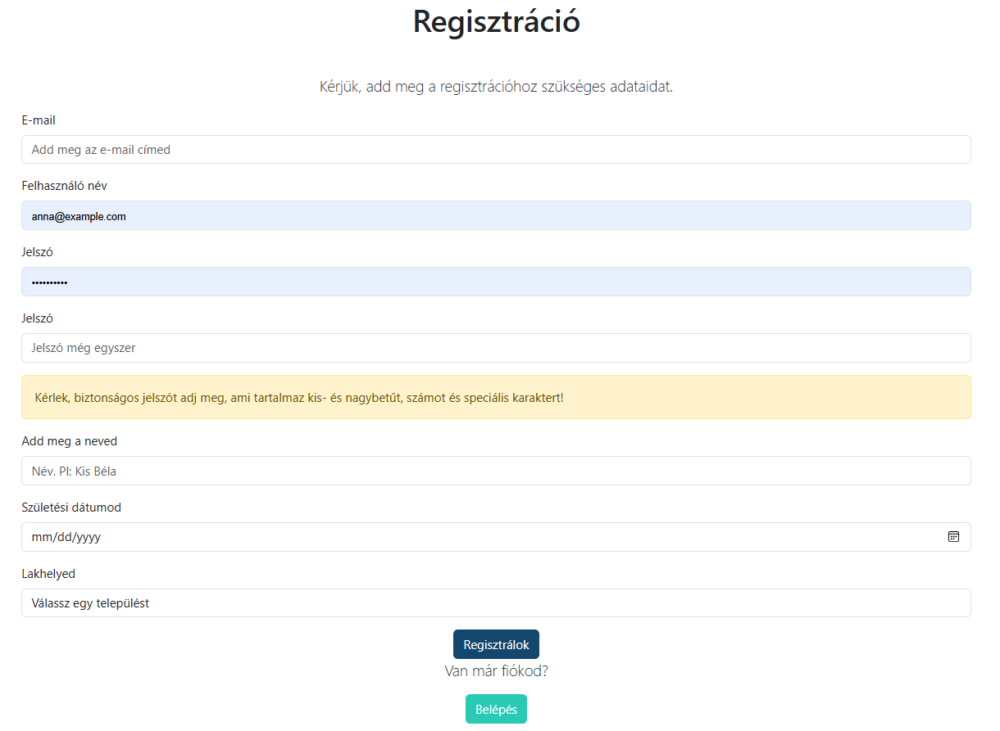 Regisztráció
Kérjük, add meg a regisztrációhoz szükséges adataidat.
E-mail
Add meg az e-mail címed
Felhasználó név
anna@example.com
Jelszó
••••••••••
Jelszó
Jelszó még egyszer
Kérlek, biztonságos jelszót adj meg, ami tartalmaz kis- és nagybetűt, számot és speciális karaktert!
Add meg a neved
Név. Pl: Kis Béla
Születési dátumod
mm/dd/yyyy
Lakhelyed
Válassz egy települést
Regisztrálok
Van már fiókod?
Belépés